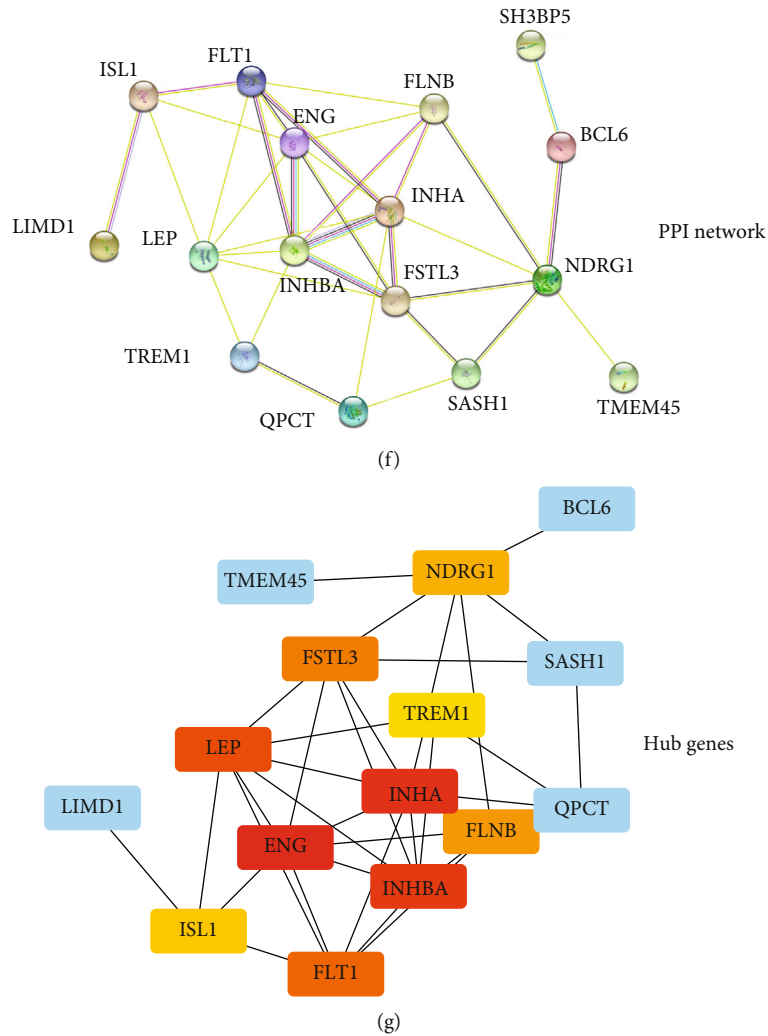 SH3BP5
FLT1
ISL1
FLNB
ENG
BCL6
INHA
LIMD1
LEP
PPI network
NDRG1
INHBA
FSTL3
TREM1
SASH1
TMEM45
QPCT
(f)
BCL6
TMEM45
NDRG1
FSTL3
SASH1
TREM1
LEP
Hub genes
INHA
LIMD1
QPCT
FLNB
ENG
INHBA
ISL1
FLT1
(g)